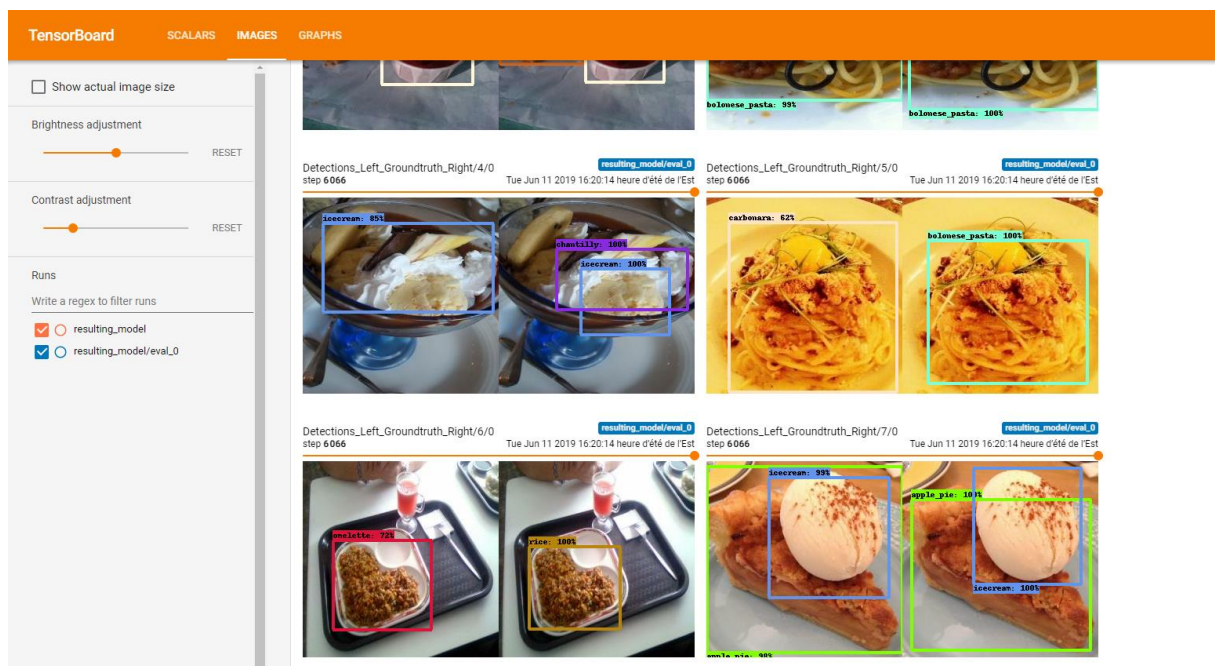 TensorBoard SCALARS IMAGES GRAPHS
Show actual image size
Brightness adjustment
RESET
Contrast adjustment
RESET
Runs
Write a regex to filter runs
resulting_model
resulting_model/eval_0
bolonese_pasta: 99%
bolonese_pasta: 100%
Detections_Left_Groundtruth_Right/4/0 resulting_model/eval_0
step 6066 Tue Jun 11 2019 16:20:14 heure d'été de l'Est
icecream: 85%
chantilly: 100%
icecream: 100%
Detections_Left_Groundtruth_Right/5/0 resulting_model/eval_0
step 6066 Tue Jun 11 2019 16:20:14 heure d'été de l'Est
carbonara: 62%
bolonese_pasta: 100%
Detections_Left_Groundtruth_Right/6/0 resulting_model/eval_0
step 6066 Tue Jun 11 2019 16:20:14 heure d'été de l'Est
omelette: 72%
rice: 100%
Detections_Left_Groundtruth_Right/7/0 resulting_model/eval_0
step 6066 Tue Jun 11 2019 16:20:14 heure d'été de l'Est
icecream: 99%
apple_pie: 100%
icecream: 100%
apple_pie: 90%